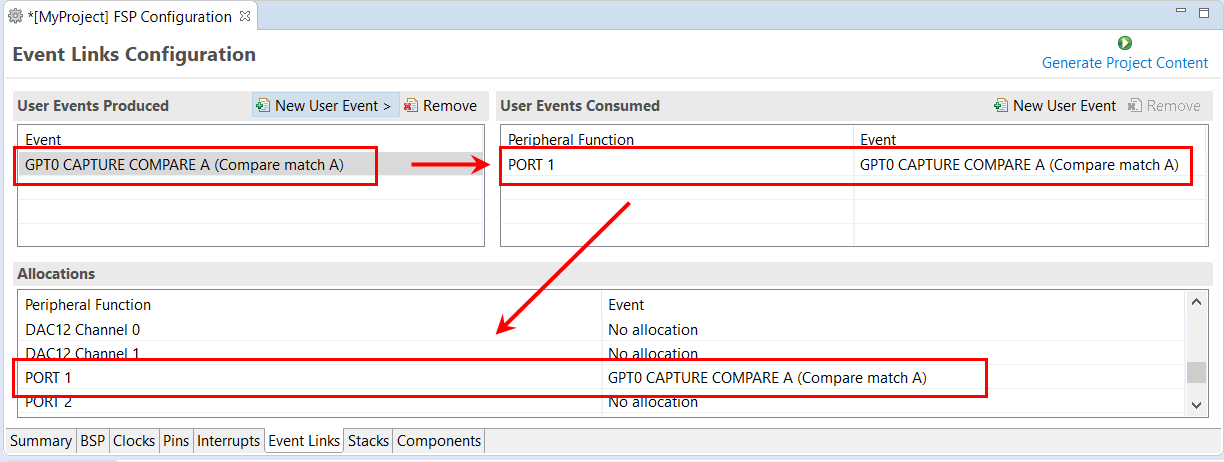 *[MyProject] FSP Configuration
Event Links Configuration
Generate Project Content
User Events Produced New User Event > Remove
Event
GPT0 CAPTURE COMPARE A (Compare match A)
User Events Consumed New User Event Remove
Peripheral Function Event
PORT 1 GPT0 CAPTURE COMPARE A (Compare match A)
Allocations
Peripheral Function Event
DAC12 Channel 0 No allocation
DAC12 Channel 1 No allocation
PORT 1 GPT0 CAPTURE COMPARE A (Compare match A)
PORT 2 No allocation
Summary BSP Clocks Pins Interrupts Event Links Stacks Components